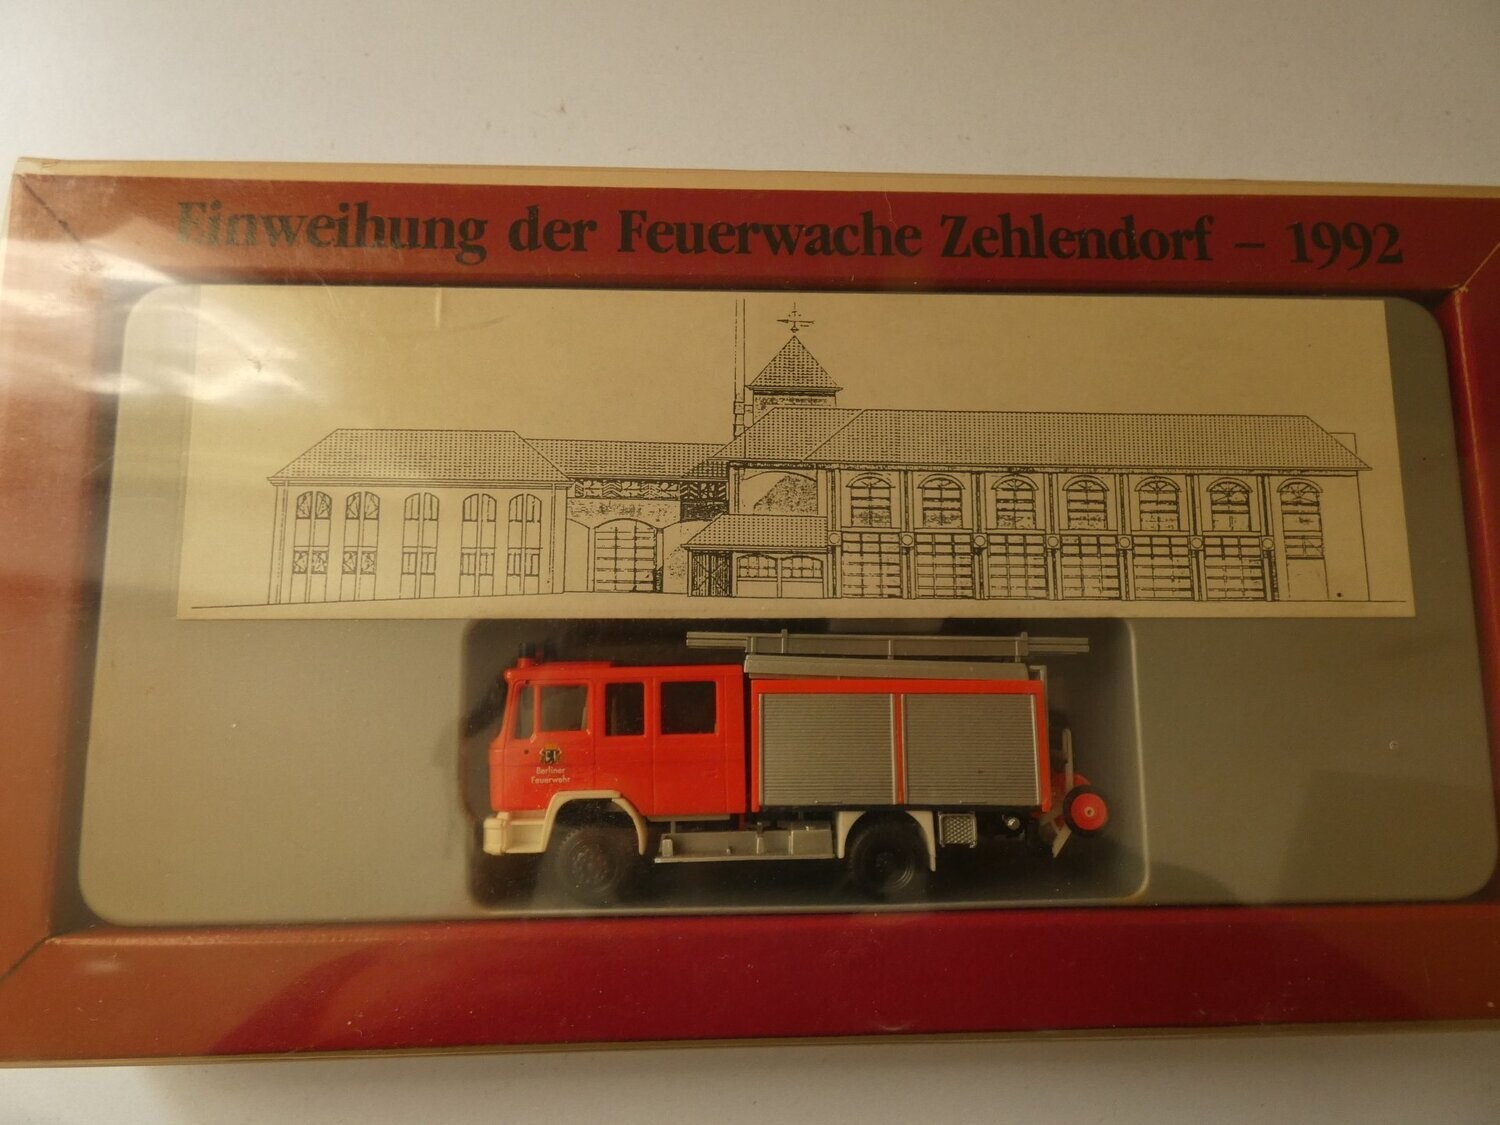 Einweihung der Feuerwache Zehlendorf – 1992
Berliner
Feuerwehr